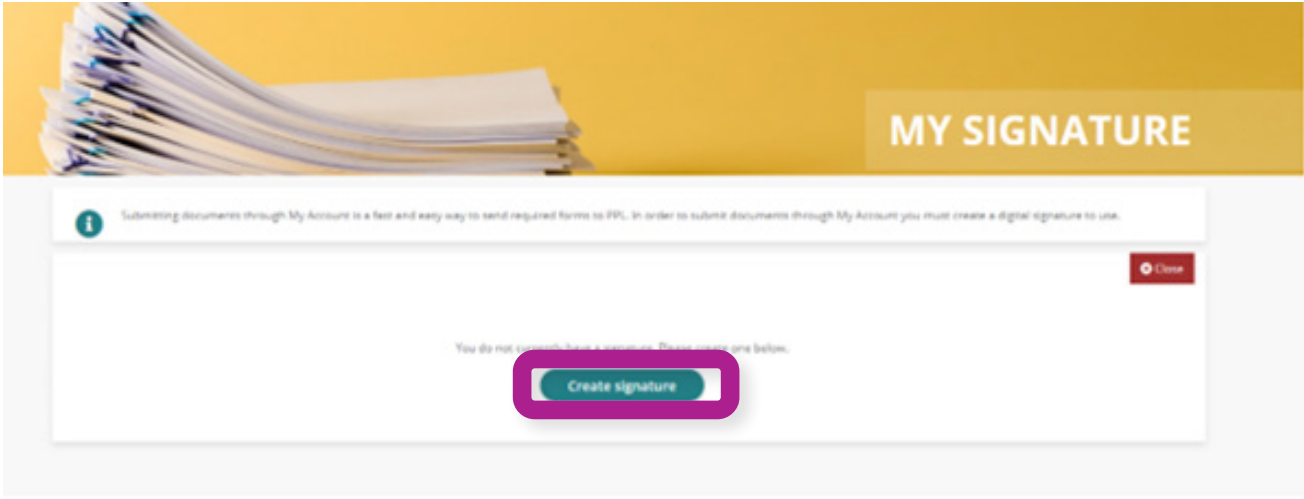 MY SIGNATURE
Submitting documents through My Account is a fast and easy way to send required forms to PPL. In order to submit documents through My Account you must create a digital signature to use.
Close
You do not currently have a signature. Please create one below.
Create signature